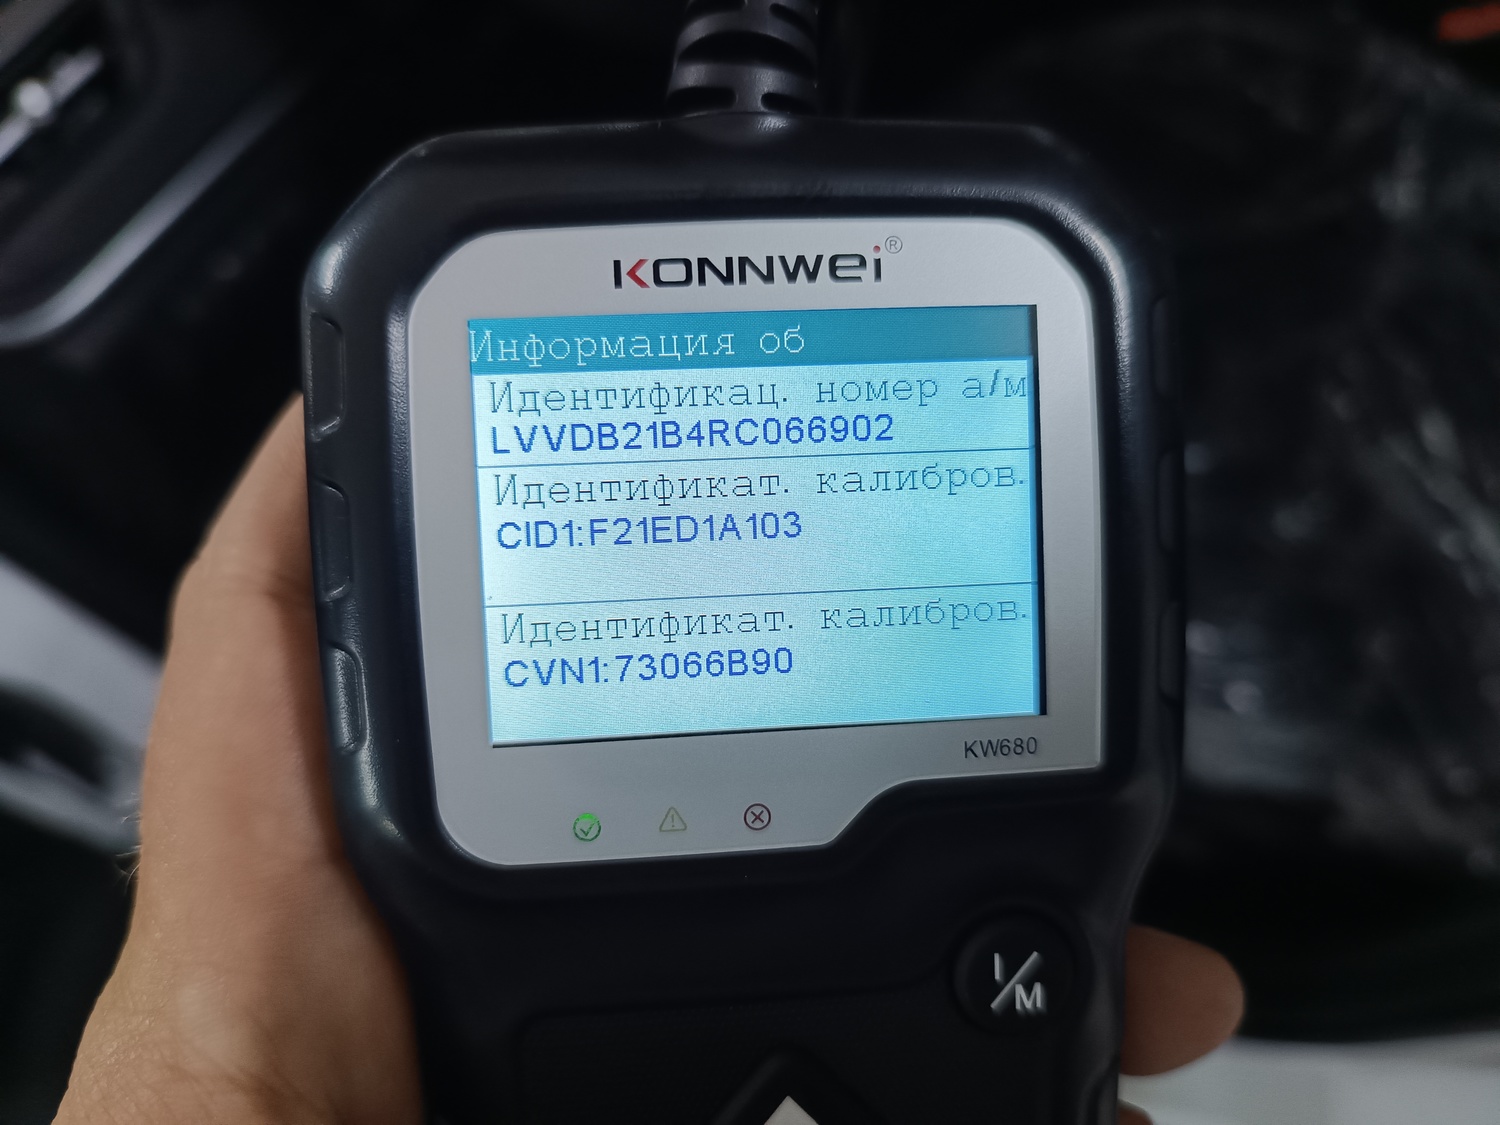 KONNWEI®
Информация об
Идентификац. номер а/м
LVVDB21B4RC066902
Идентификат. калибров.
CID1:F21ED1A103
Идентификат. калибров.
CVN1:73066B90
KW680
I/M